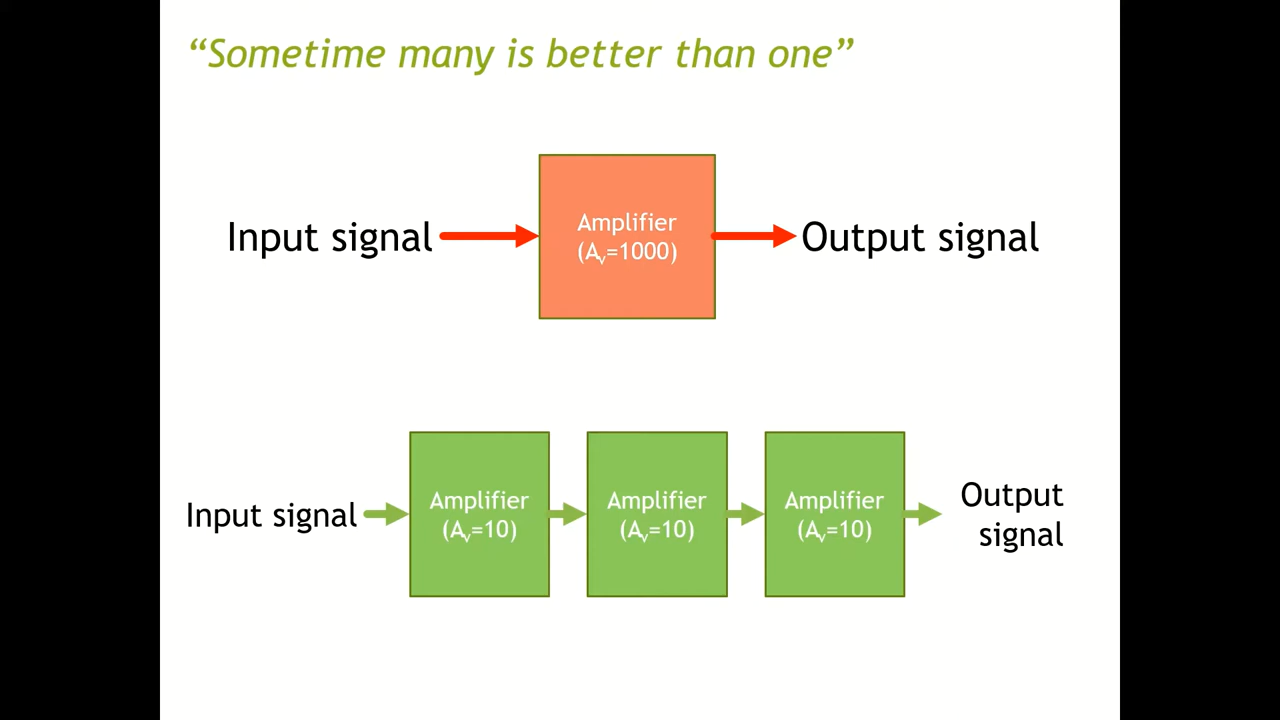 “Sometime many is better than one”
Input signal
Amplifier
(Av=1000)
Output signal
Input signal
Amplifier
(Av=10)
Amplifier
(Av=10)
Amplifier
(Av=10)
Output
signal